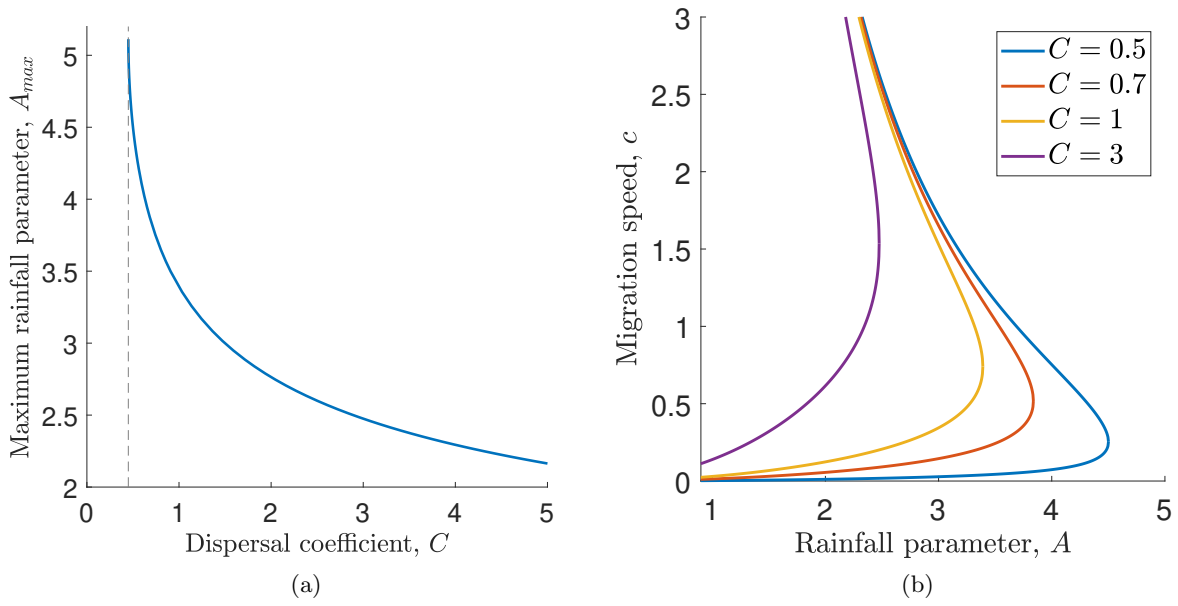 Maximum rainfall parameter, A_max
5
4.5
4
3.5
3
2.5
2
0 1 2 3 4 5
Dispersal coefficient, C
(a)
Migration speed, c
3
2.5
2
1.5
1
0.5
0
1 2 3 4 5
Rainfall parameter, A
C = 0.5
C = 0.7
C = 1
C = 3
(b)